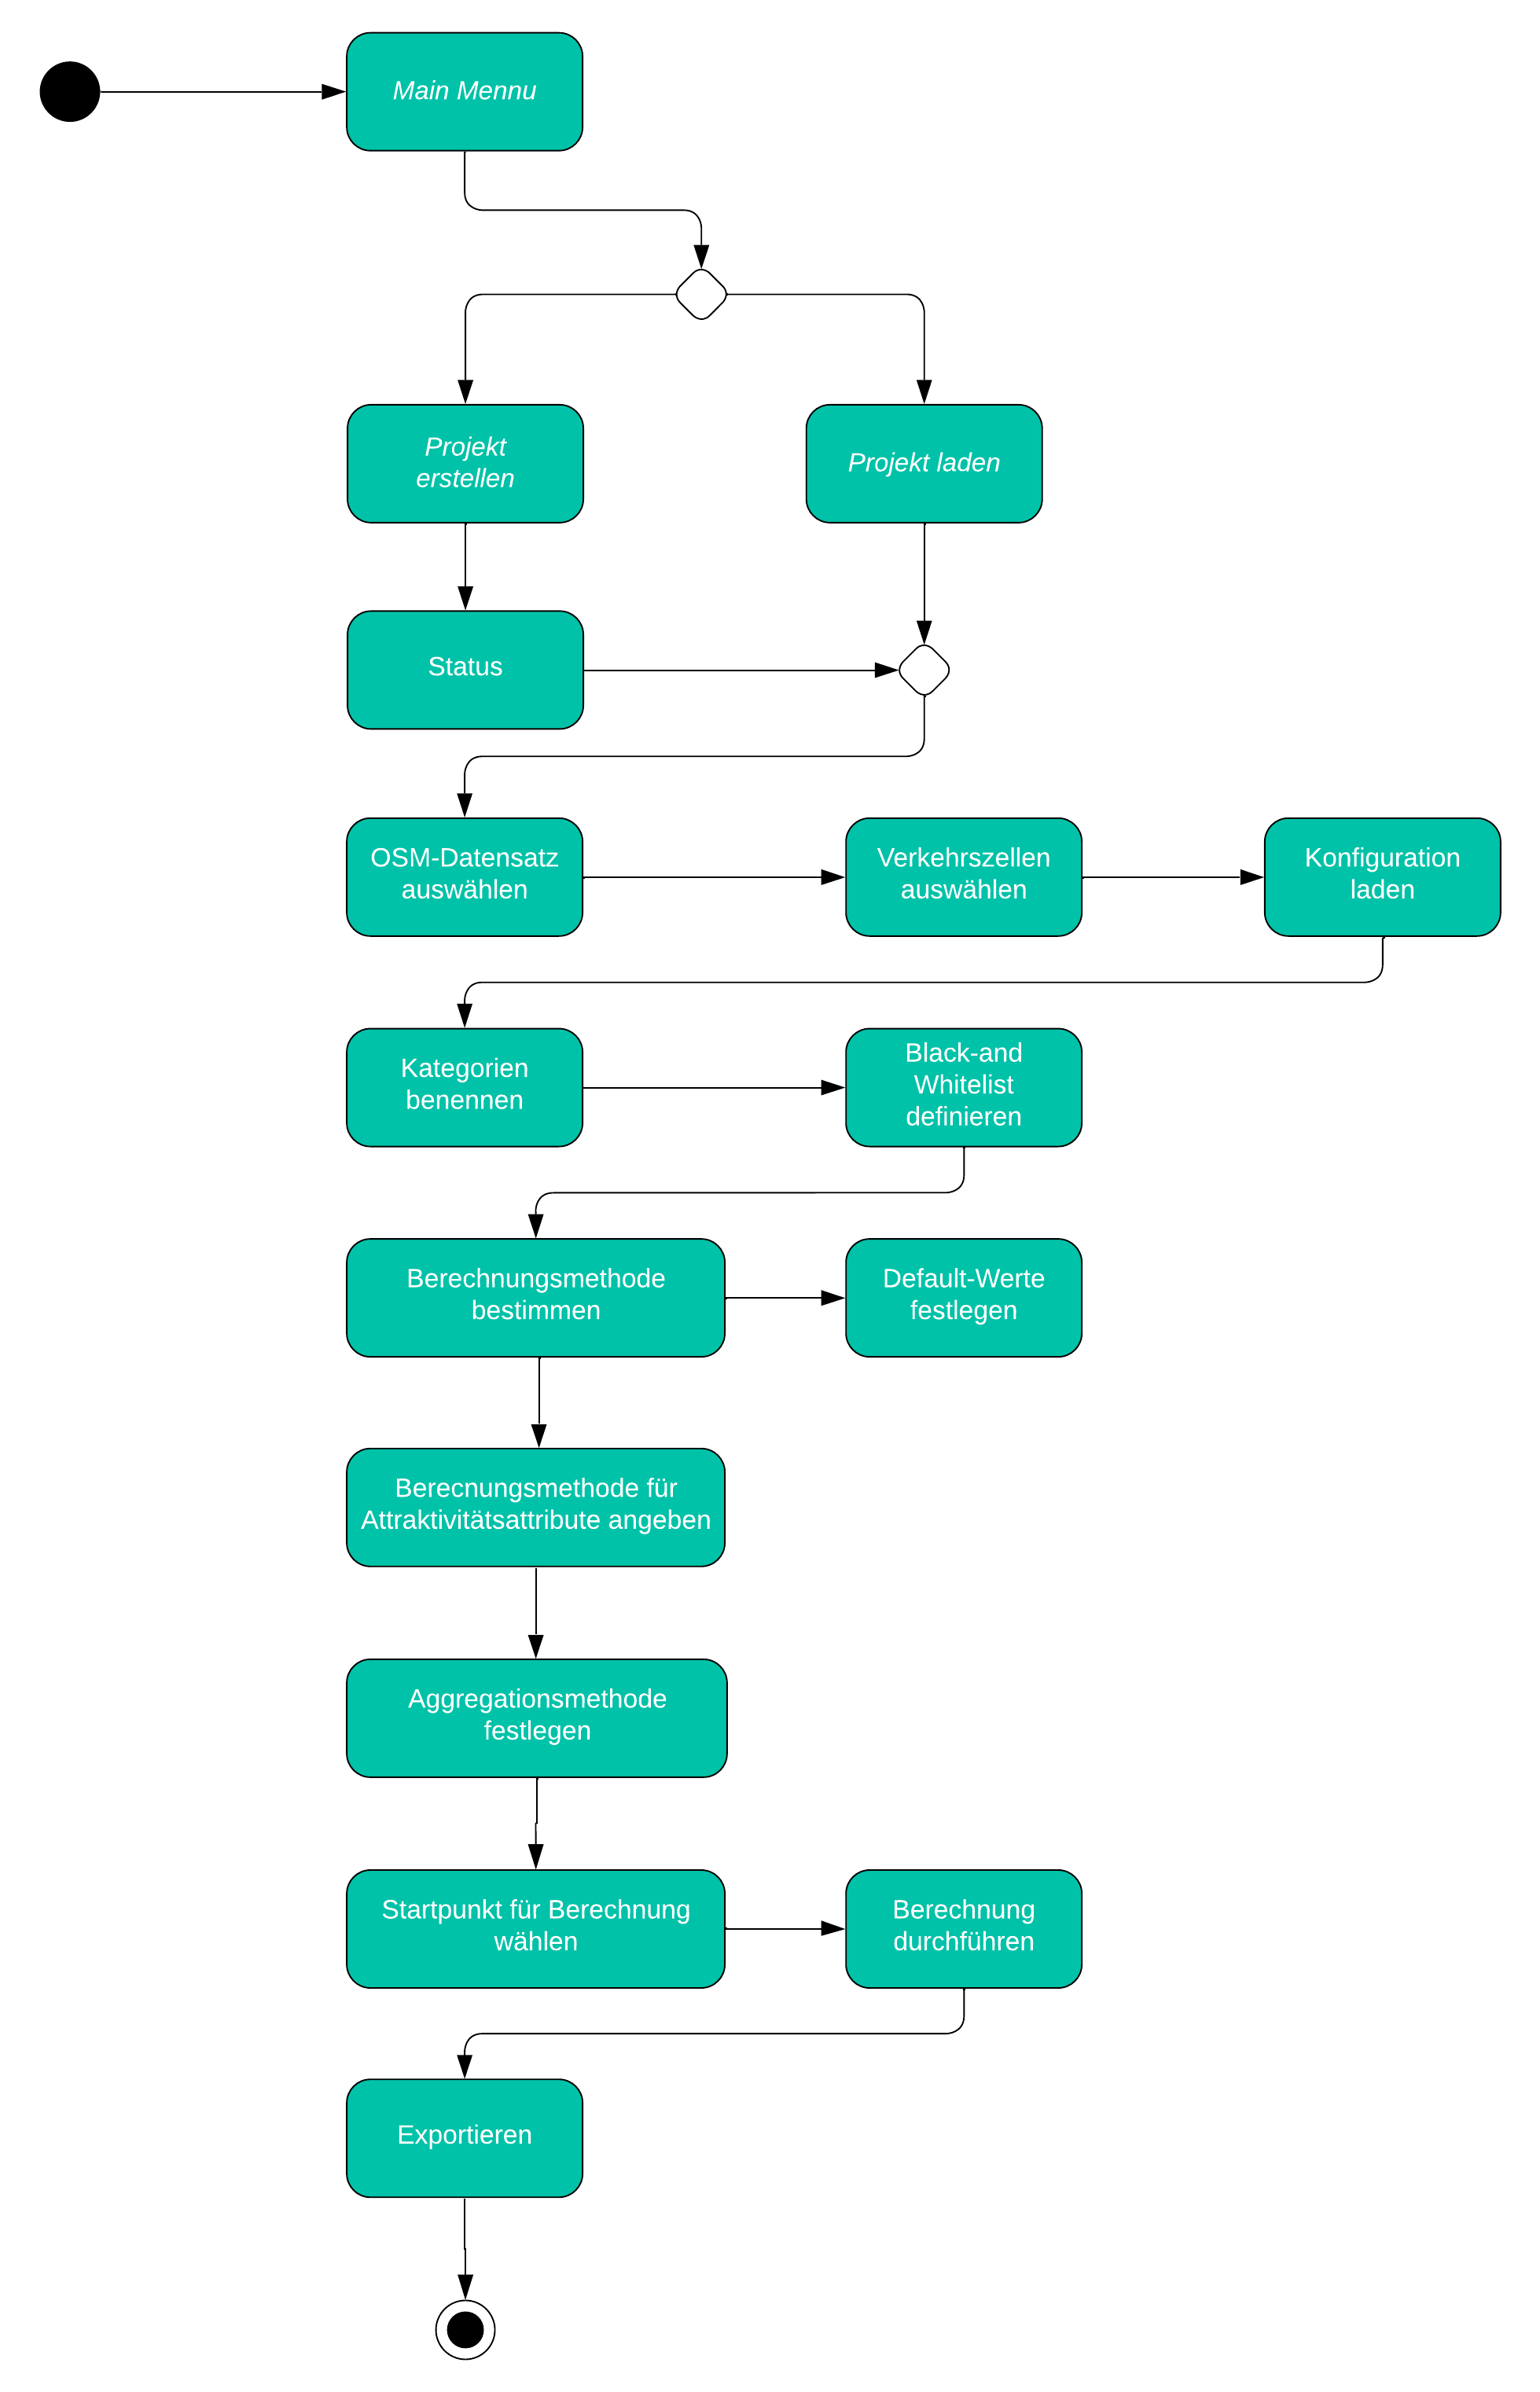 Main Mennu
Projekt
erstellen
Projekt laden
Status
OSM-Datensatz
auswählen
Verkehrszellen
auswählen
Konfiguration
laden
Kategorien
benennen
Black-and
Whitelist
definieren
Berechnungsmethode
bestimmen
Default-Werte
festlegen
Berecnungsmethode für
Attraktivitätsattribute angeben
Aggregationsmethode
festlegen
Startpunkt für Berechnung
wählen
Berechnung
durchführen
Exportieren